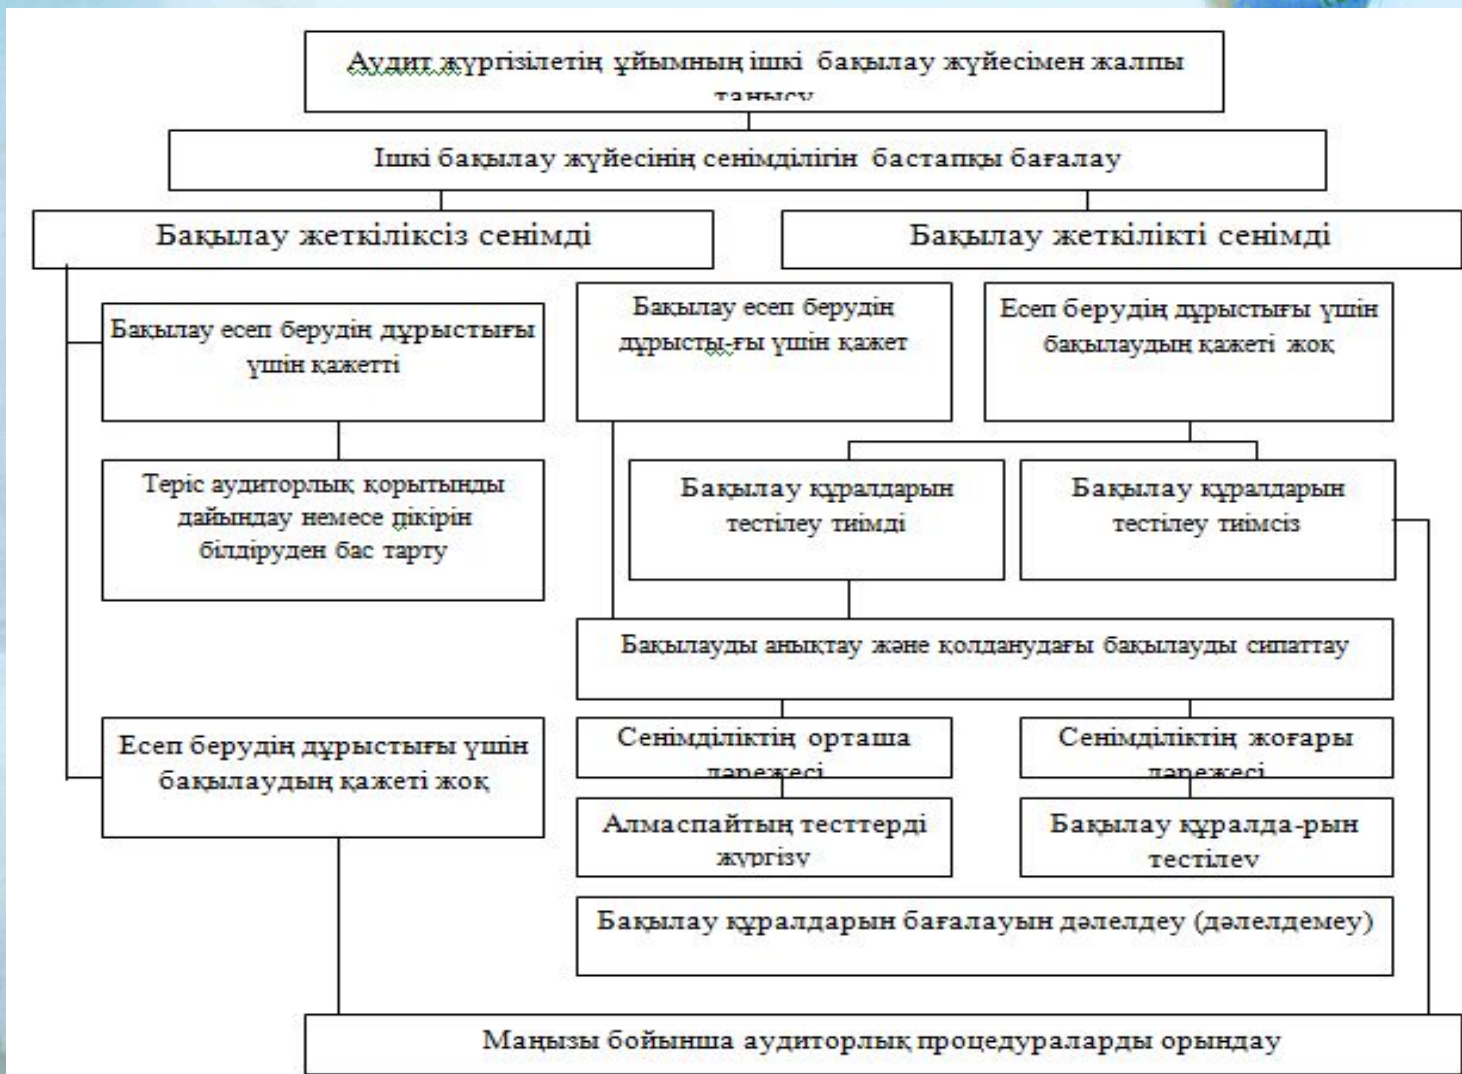 Аудит жүргізілетің ұйымның ішкі бақылау жүйесімен жалпы
танысу
Ішкі бақылау жүйесінің сенімділігін бастапқы бағалау
Бақылау жеткіліксіз сенімді
Бақылау жеткілікті сенімді
Бақылау есеп берудің дұрыстығы
үшін қажетті
Бақылау есеп берудің
дұрысты-ғы үшін қажет
Есеп берудің дұрыстығы үшін
бақылаудың қажеті жоқ
Теріс аудиторлық қорытынды
дайындау немесе пікірін
білдіруден бас тарту
Бақылау құралдарын
тестілеу тиімді
Бақылау құралдарын
тестілеу тиімсіз
Бақылауды анықтау және қолданудағы бақылауды сипаттау
Есеп берудің дұрыстығы үшін
бақылаудың қажеті жоқ
Сенімділіктің орташа
дәрежесі
Сенімділіктің жоғары
дәрежесі
Алмаспайтың тесттерді
жүргізу
Бақылау құралда-рын
тестілеу
Бақылау құралдарын бағалауын дәлелдеу (дәлелдемеу)
Маңызы бойынша аудиторлық процедураларды орындау